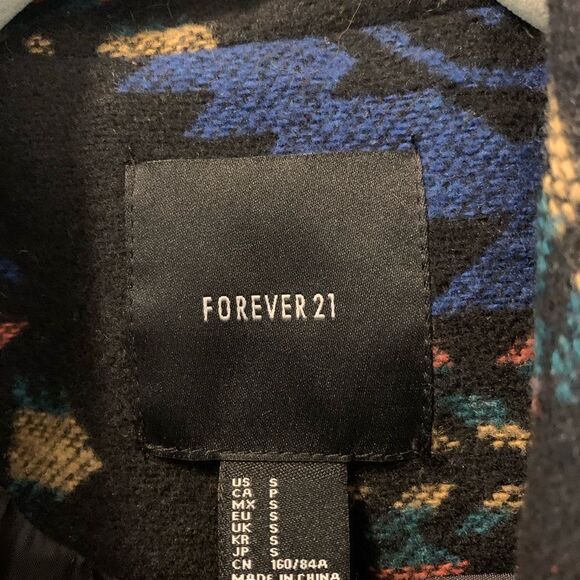 FOREVER 21
US S
CA P
MX S
EU S
UK S
KR S
JP S
CN 160/84A
MADE IN CHINA